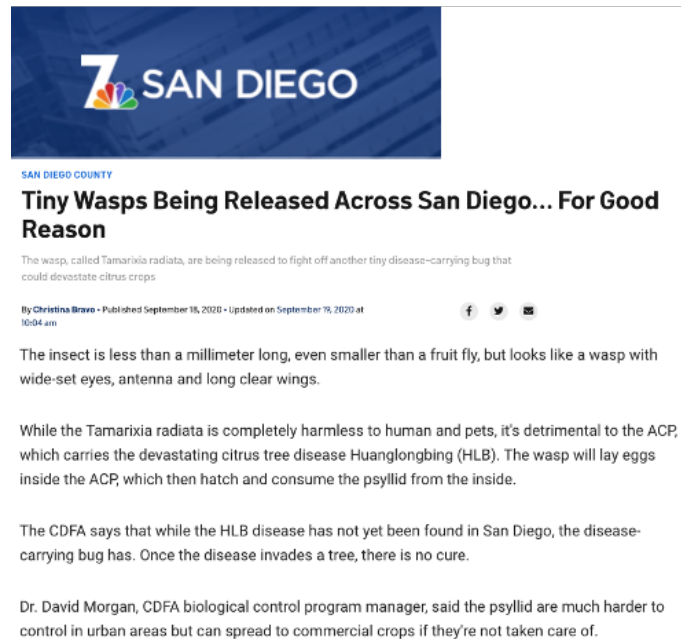 7 SAN DIEGO
SAN DIEGO COUNTY
Tiny Wasps Being Released Across San Diego... For Good
Reason
The wasp, called Tamarixia radiata, are being released to fight off another tiny disease-carrying bug that
could devastate citrus crops
By Christina Bravo • Published September 18, 2020 • Updated on September 19, 2020 at
10:04 am
The insect is less than a millimeter long, even smaller than a fruit fly, but looks like a wasp with
wide-set eyes, antenna and long clear wings.
While the Tamarixia radiata is completely harmless to human and pets, it's detrimental to the ACP,
which carries the devastating citrus tree disease Huanglongbing (HLB). The wasp will lay eggs
inside the ACP, which then hatch and consume the psyllid from the inside.
The CDFA says that while the HLB disease has not yet been found in San Diego, the disease-
carrying bug has. Once the disease invades a tree, there is no cure.
Dr. David Morgan, CDFA biological control program manager, said the psyllid are much harder to
control in urban areas but can spread to commercial crops if they're not taken care of.